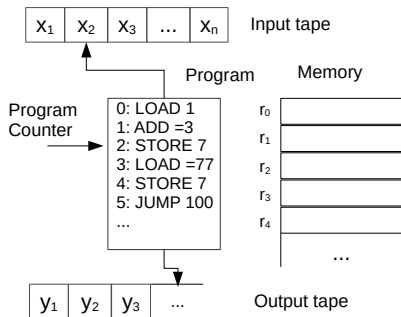 x₁ x₂ x₃ ... xₙ Input tape
Program Memory
Program
Counter
0: LOAD 1
1: ADD =3
2: STORE 7
3: LOAD =77
4: STORE 7
5: JUMP 100
...
r₀
r₁
r₂
r₃
r₄
...
y₁ y₂ y₃ ... Output tape